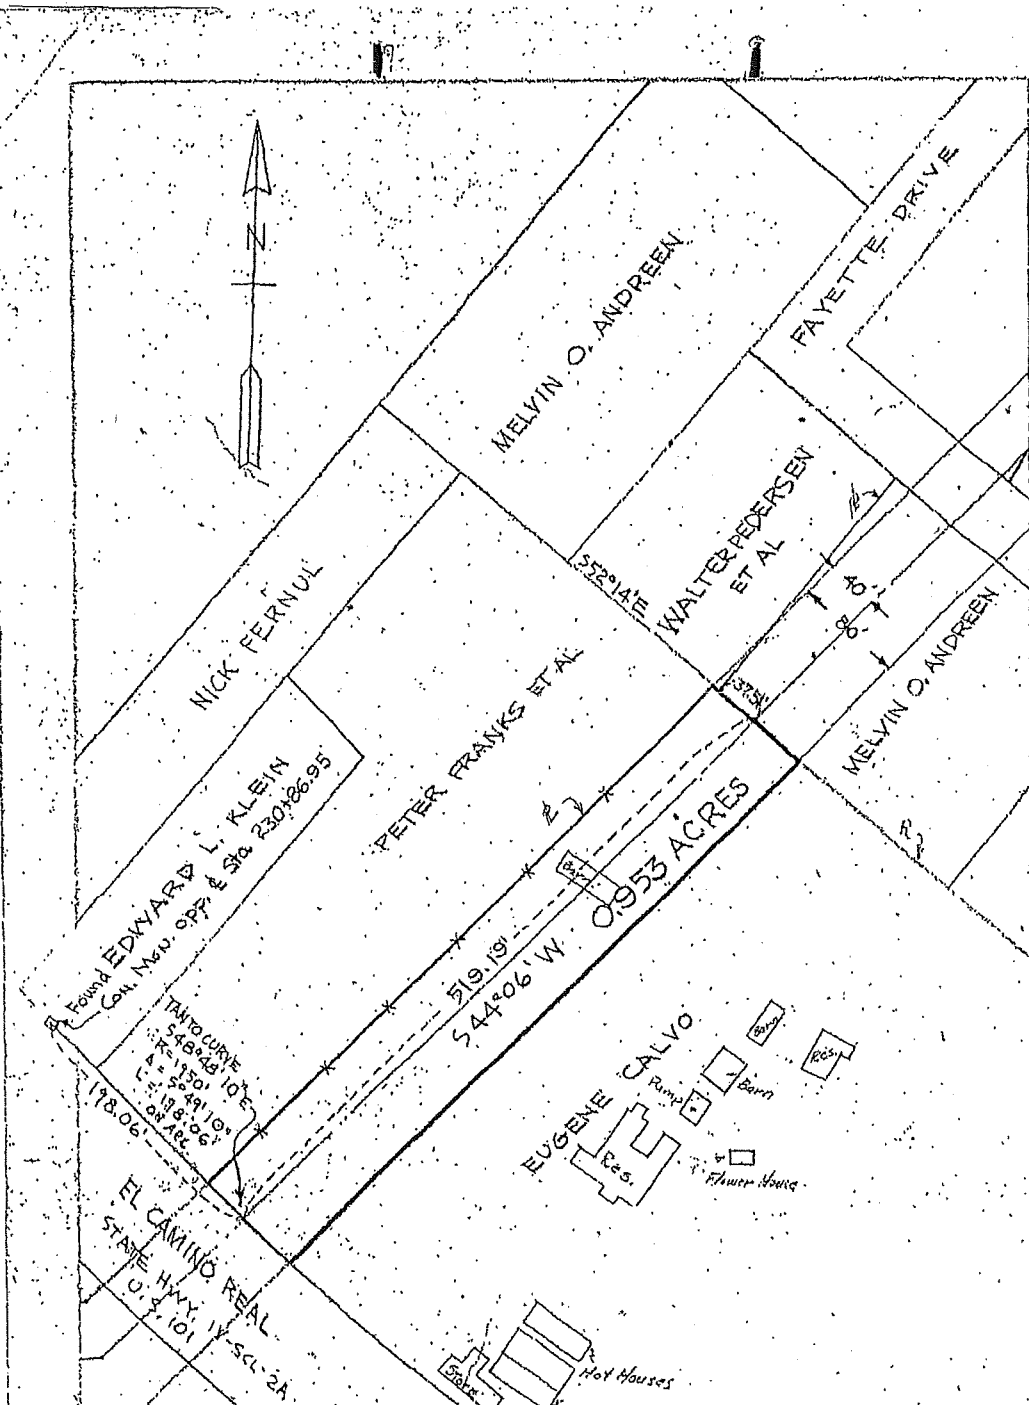 N
FAYETTE DRIVE
MELVIN O. ANDREEN
NICK FERNUL
S52°14'E
WALTER PEDERSEN
ET AL
40'
80'
MELVIN O. ANDREEN
37.51'
PETER FRANKS ET AL
EDWARD L. KLEIN
Found
Con. Mon. OPP. ₵ Sta. 230+86.95
Barn
0.953 ACRES
519.19'
S44°06'W
TAN TO CURVE
S48°48'10"E
R=1950'
Δ=5°49'10"
L=198.06'
ON ARC
198.06'
EUGENE CALVO
Barn
Res.
Barn
Pump
Res.
Flower House
EL CAMINO REAL
STATE HWY. IV-SCL-2A
U.S. 101
Store
Hot Houses